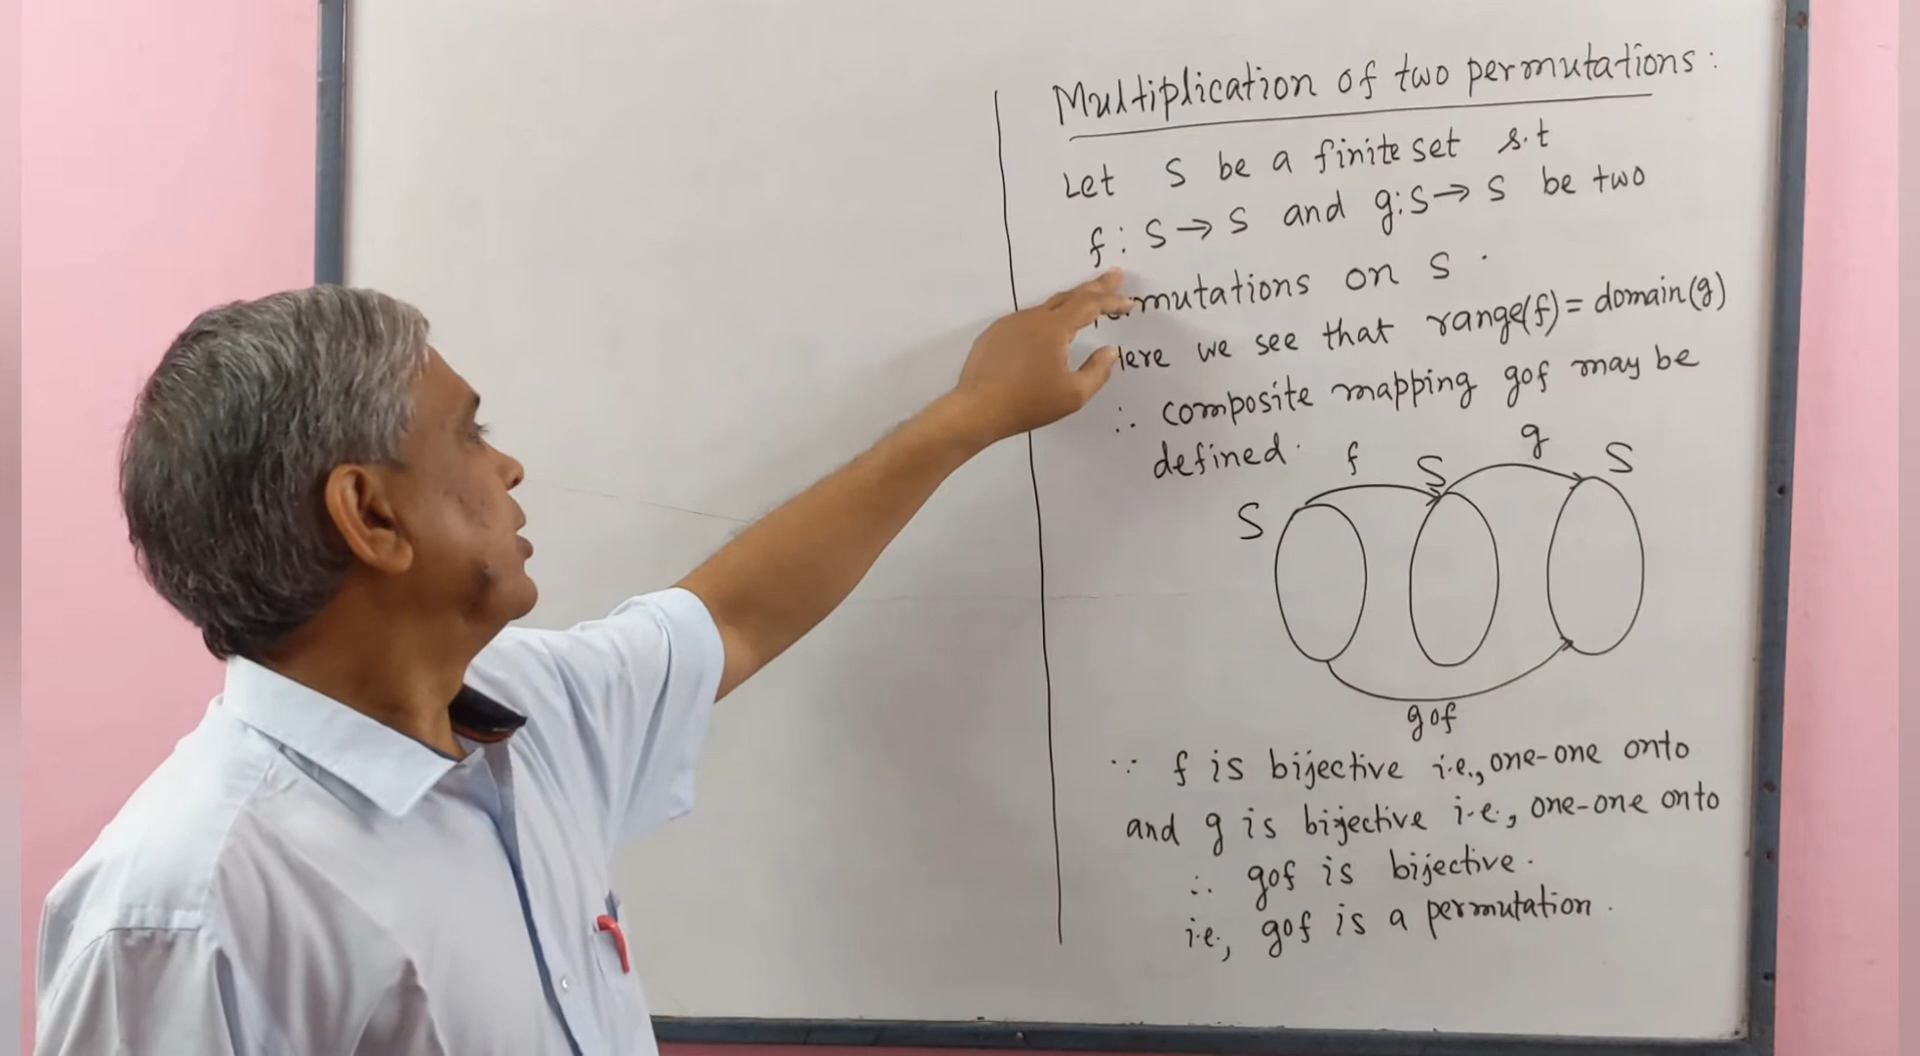 Multiplication of two permutations:
Let S be a finite set s.t
f: S→S and g: S→S be two
permutations on S.
Here we see that range(f) = domain(g)
∴ composite mapping gof may be
defined.
f
g
S
S
S
gof
∵ f is bijective i.e., one-one onto
and g is bijective i.e., one-one onto
∴ gof is bijective.
i.e., gof is a permutation.